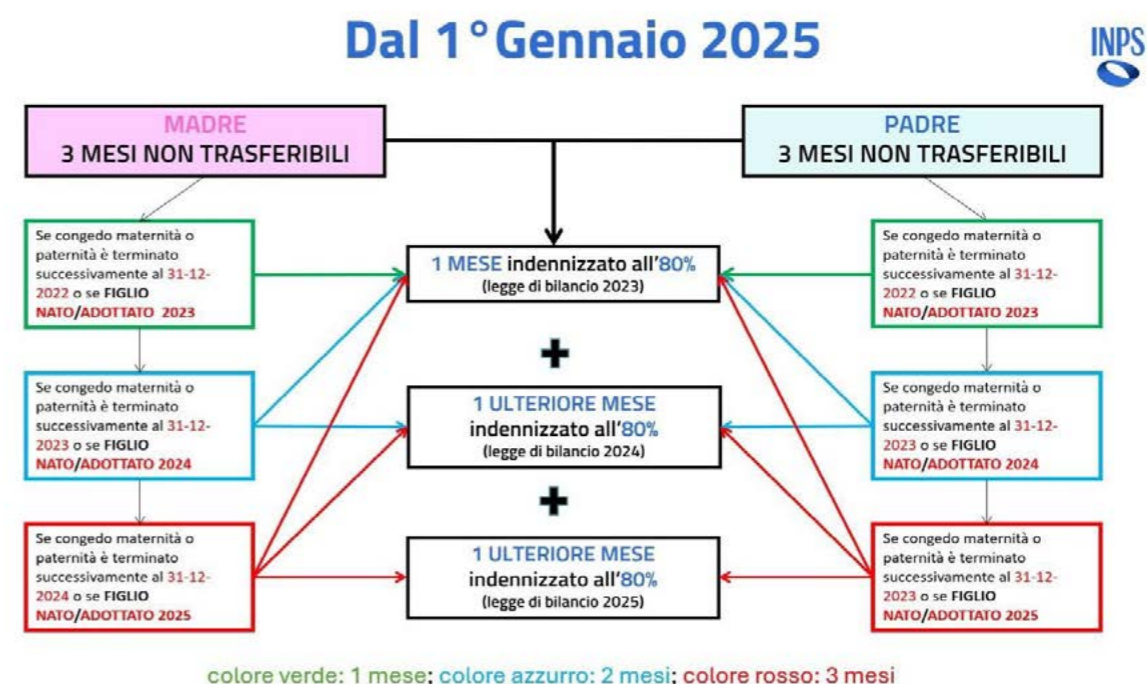 Dal 1° Gennaio 2025
INPS
MADRE
3 MESI NON TRASFERIBILI
PADRE
3 MESI NON TRASFERIBILI
Se congedo maternità o
paternità è terminato
successivamente al 31-12-
2022 o se FIGLIO
NATO/ADOTTATO 2023
1 MESE indennizzato all'80%
(legge di bilancio 2023)
Se congedo maternità o
paternità è terminato
successivamente al 31-12-
2022 o se FIGLIO
NATO/ADOTTATO 2023
+
Se congedo maternità o
paternità è terminato
successivamente al 31-12-
2023 o se FIGLIO
NATO/ADOTTATO 2024
1 ULTERIORE MESE
indennizzato all'80%
(legge di bilancio 2024)
Se congedo maternità o
paternità è terminato
successivamente al 31-12-
2023 o se FIGLIO
NATO/ADOTTATO 2024
+
Se congedo maternità o
paternità è terminato
successivamente al 31-12-
2024 o se FIGLIO
NATO/ADOTTATO 2025
1 ULTERIORE MESE
indennizzato all'80%
(legge di bilancio 2025)
Se congedo maternità o
paternità è terminato
successivamente al 31-12-
2023 o se FIGLIO
NATO/ADOTTATO 2025
colore verde: 1 mese; colore azzurro: 2 mesi; colore rosso: 3 mesi